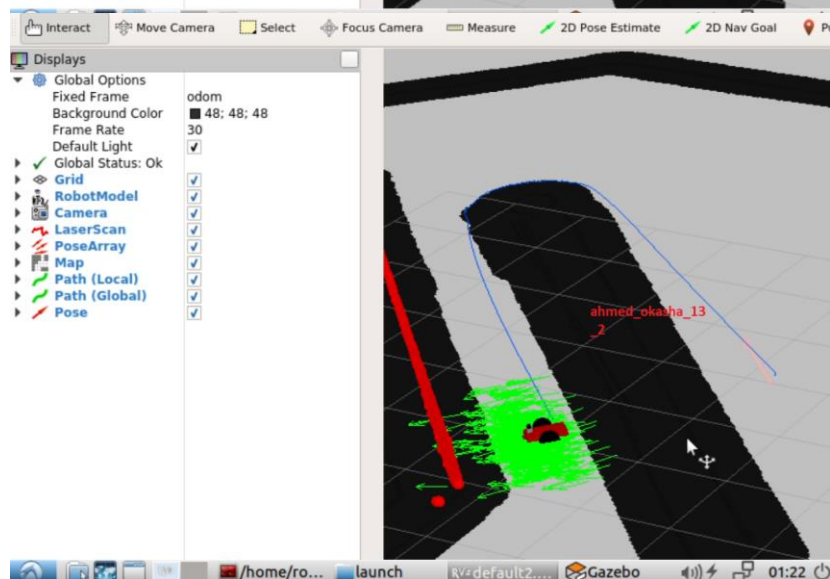 Interact Move Camera Select Focus Camera Measure 2D Pose Estimate 2D Nav Goal
Displays
Global Options
Fixed Frame odom
Background Color 48; 48; 48
Frame Rate 30
Default Light
Global Status: Ok
Grid
RobotModel
Camera
LaserScan
PoseArray
Map
Path (Local)
Path (Global)
Pose
ahmed_okasha_13
_2
/home/ro... launch RViz default2.... Gazebo 01:22